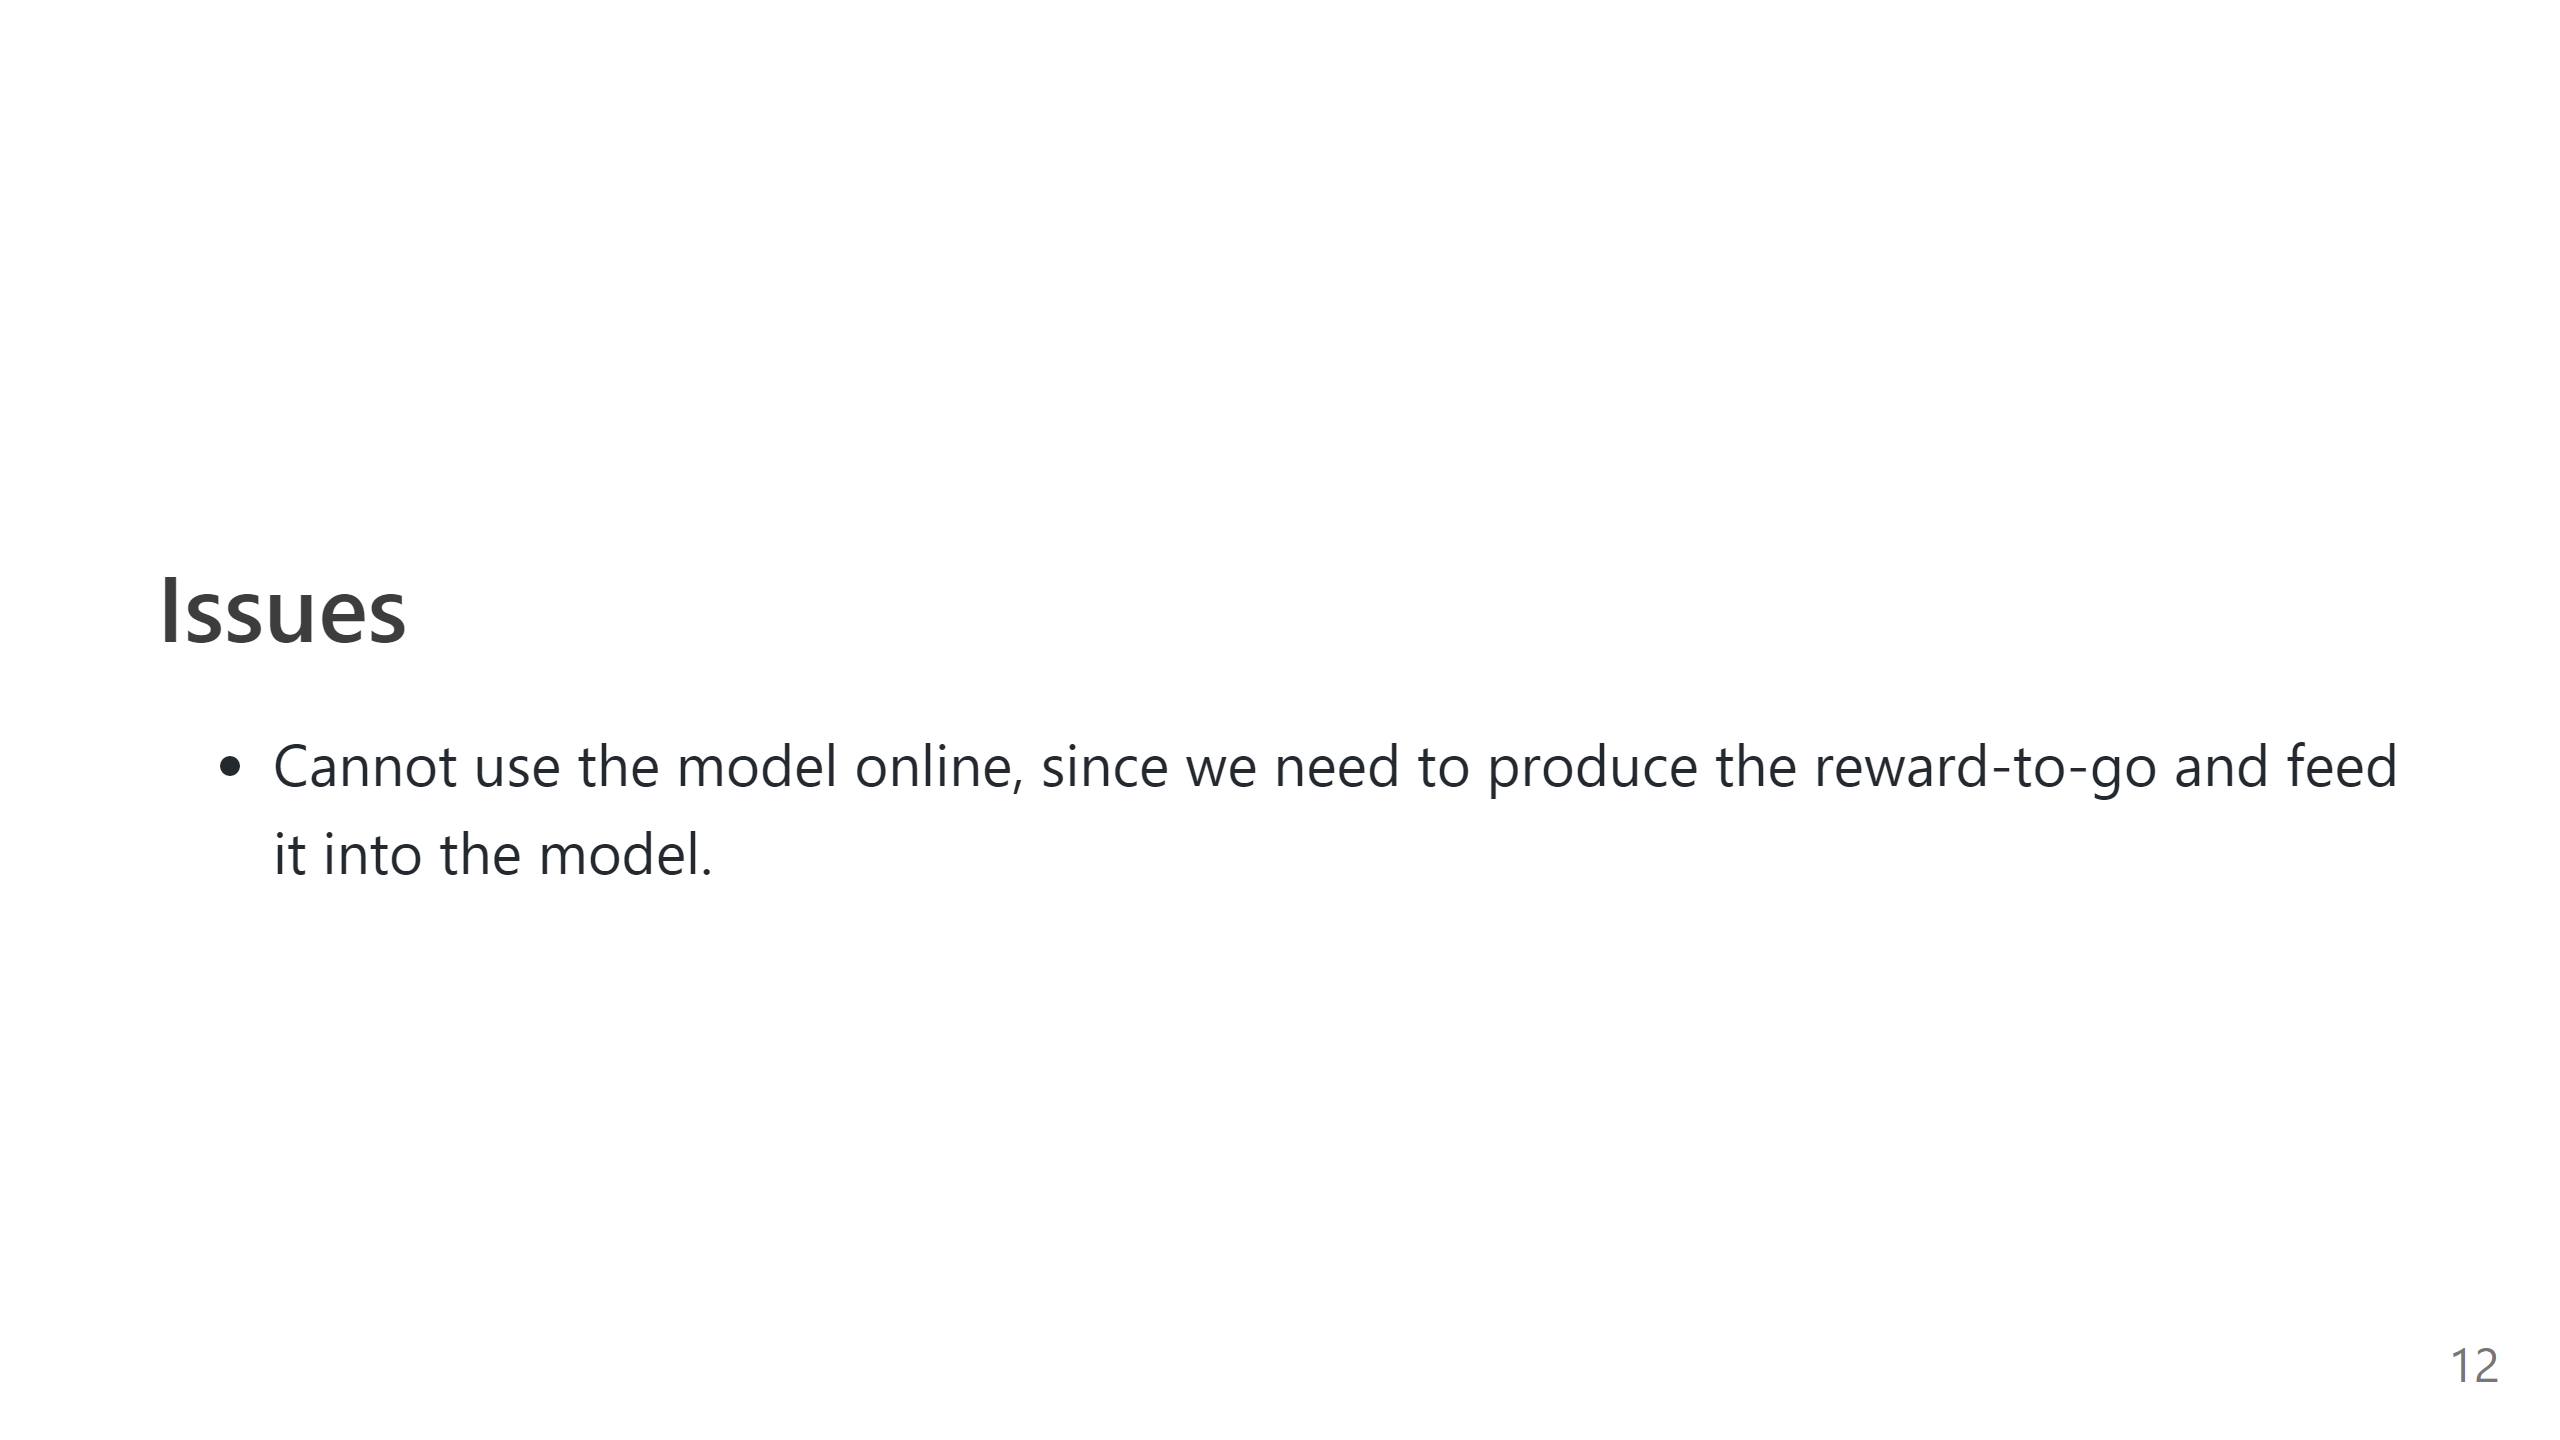 Issues
• Cannot use the model online, since we need to produce the reward-to-go and feed
it into the model.
12